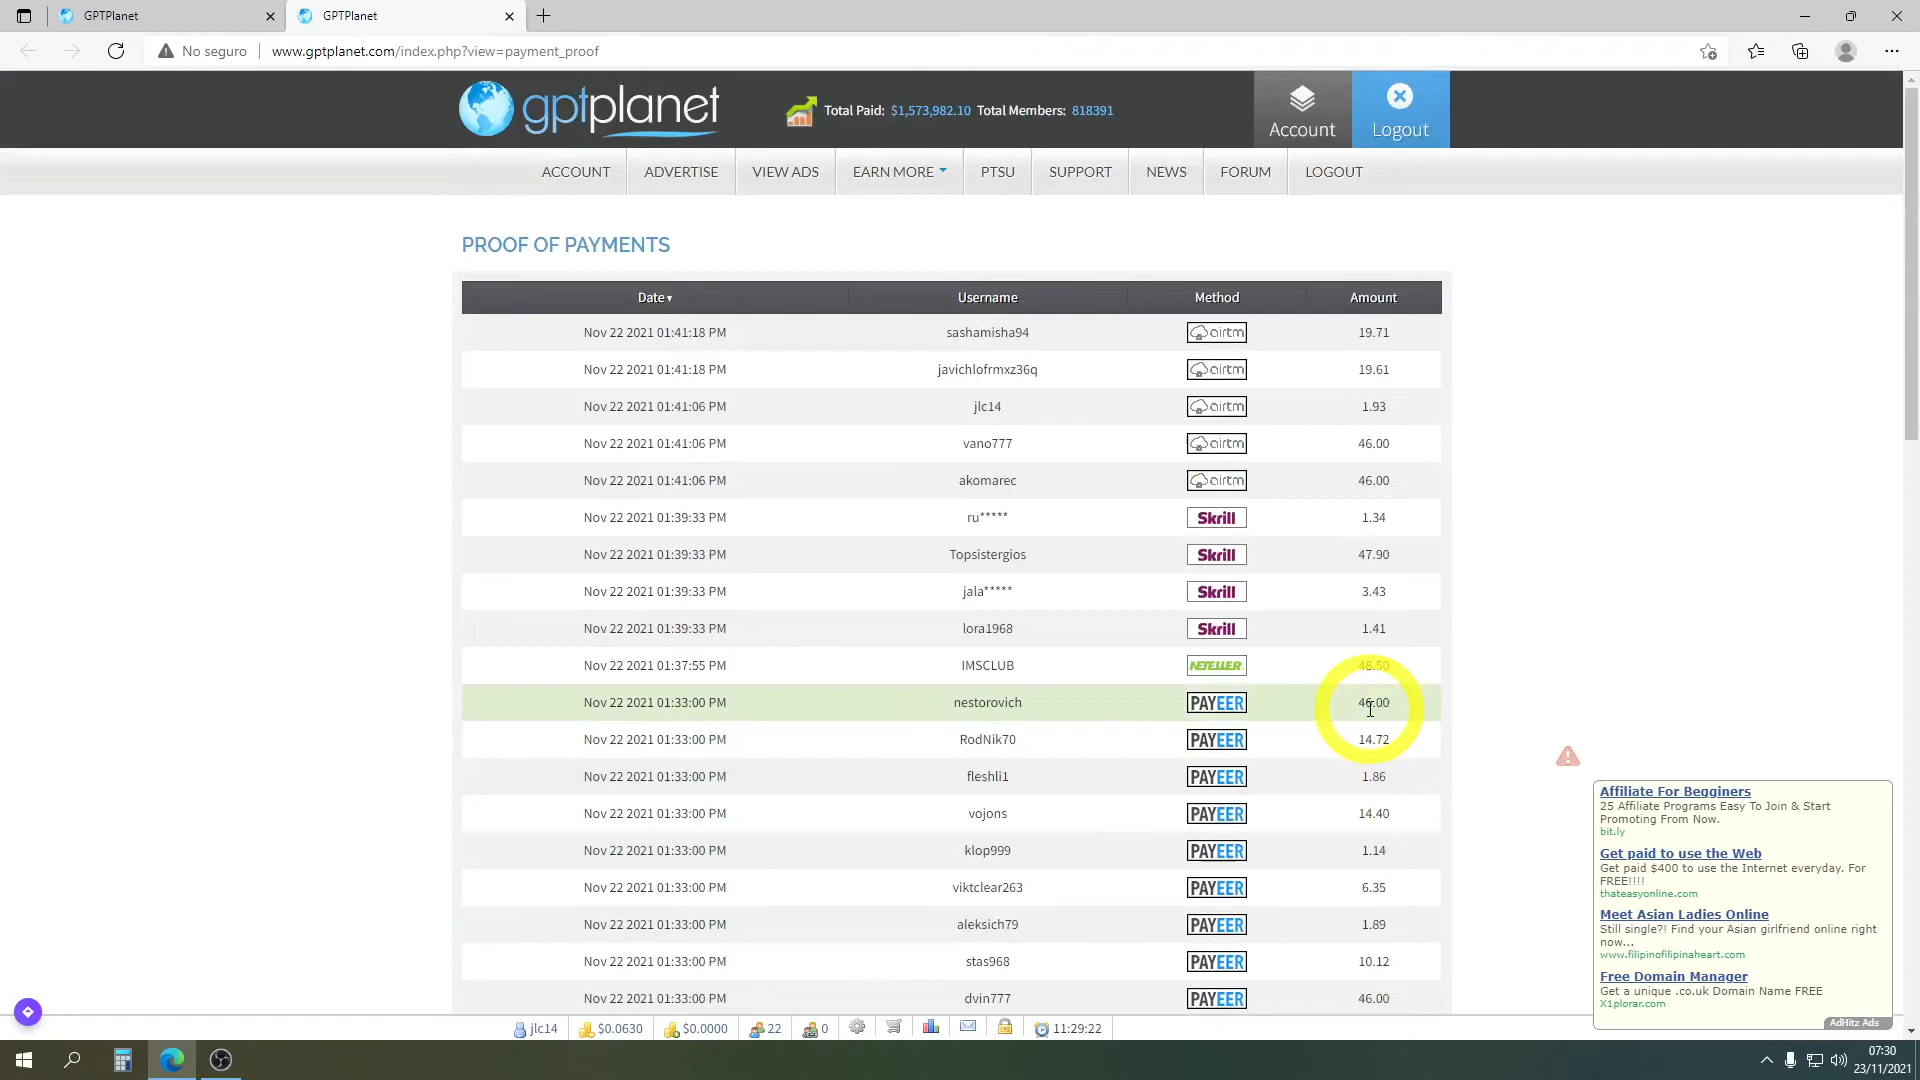 GPTPlanet
GPTPlanet
No seguro
www.gptplanet.com/index.php?view=payment_proof
gptplanet
Total Paid: $1,573,982.10 Total Members: 818391
Account
Logout
ACCOUNT
ADVERTISE
VIEW ADS
EARN MORE
PTSU
SUPPORT
NEWS
FORUM
LOGOUT
PROOF OF PAYMENTS
Date▾ Username Method Amount
Nov 22 2021 01:41:18 PM sashamisha94 airtm 19.71
Nov 22 2021 01:41:18 PM javichlofrmxz36q airtm 19.61
Nov 22 2021 01:41:06 PM jlc14 airtm 1.93
Nov 22 2021 01:41:06 PM vano777 airtm 46.00
Nov 22 2021 01:41:06 PM akomarec airtm 46.00
Nov 22 2021 01:39:33 PM ru***** Skrill 1.34
Nov 22 2021 01:39:33 PM Topsistergios Skrill 47.90
Nov 22 2021 01:39:33 PM jala***** Skrill 3.43
Nov 22 2021 01:39:33 PM lora1968 Skrill 1.41
Nov 22 2021 01:37:55 PM IMSCLUB NETELLER 48.50
Nov 22 2021 01:33:00 PM nestorovich PAYEER 46.00
Nov 22 2021 01:33:00 PM RodNik70 PAYEER 14.72
Nov 22 2021 01:33:00 PM fleshli1 PAYEER 1.86
Nov 22 2021 01:33:00 PM vojons PAYEER 14.40
Nov 22 2021 01:33:00 PM klop999 PAYEER 1.14
Nov 22 2021 01:33:00 PM viktclear263 PAYEER 6.35
Nov 22 2021 01:33:00 PM aleksich79 PAYEER 1.89
Nov 22 2021 01:33:00 PM stas968 PAYEER 10.12
Nov 22 2021 01:33:00 PM dvin777 PAYEER 46.00
Affiliate For Begginers
25 Affiliate Programs Easy To Join & Start
Promoting From Now.
bit.ly
Get paid to use the Web
Get paid $400 to use the Internet everyday. For
FREE!!!!
thateasyonline.com
Meet Asian Ladies Online
Still single?! Find your Asian girlfriend online right
now...
www.filipinofilipinaheart.com
Free Domain Manager
Get a unique .co.uk Domain Name FREE
X1plorar.com
AdHitz Ads
jlc14 $0.0630 $0.0000 22 0 11:29:22
07:30
23/11/2021